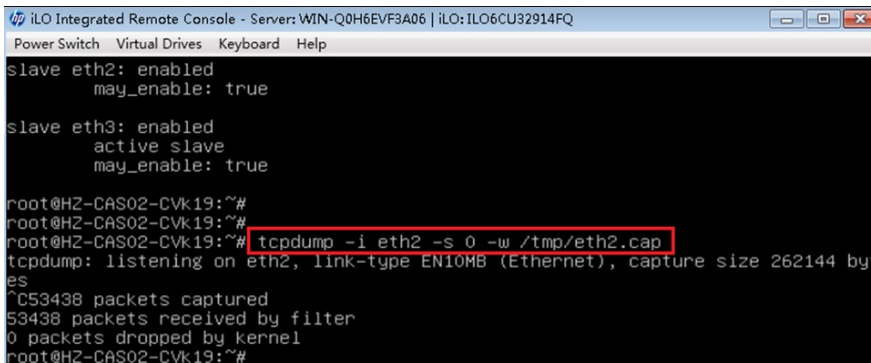 iLO Integrated Remote Console - Server: WIN-Q0H6EVF3A06 | iLO: ILO6CU32914FQ
Power Switch Virtual Drives Keyboard Help
slave eth2: enabled
may_enable: true
slave eth3: enabled
active slave
may_enable: true
root@HZ-CAS02-CVk19:~#
root@HZ-CAS02-CVk19:~#
root@HZ-CAS02-CVk19:~# tcpdump -i eth2 -s 0 -w /tmp/eth2.cap
tcpdump: listening on eth2, link-type EN10MB (Ethernet), capture size 262144 by
es
^C53438 packets captured
53438 packets received by filter
0 packets dropped by kernel
root@HZ-CAS02-CVk19:~#